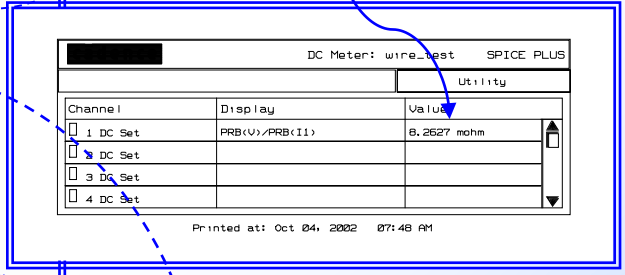 DC Meter: wire_test SPICE PLUS
Utility
Channel Display Value
1 DC Set PRB(V)/PRB(I1) 8.2627 mohm
2 DC Set
3 DC Set
4 DC Set
Printed at: Oct 04, 2002 07:48 AM